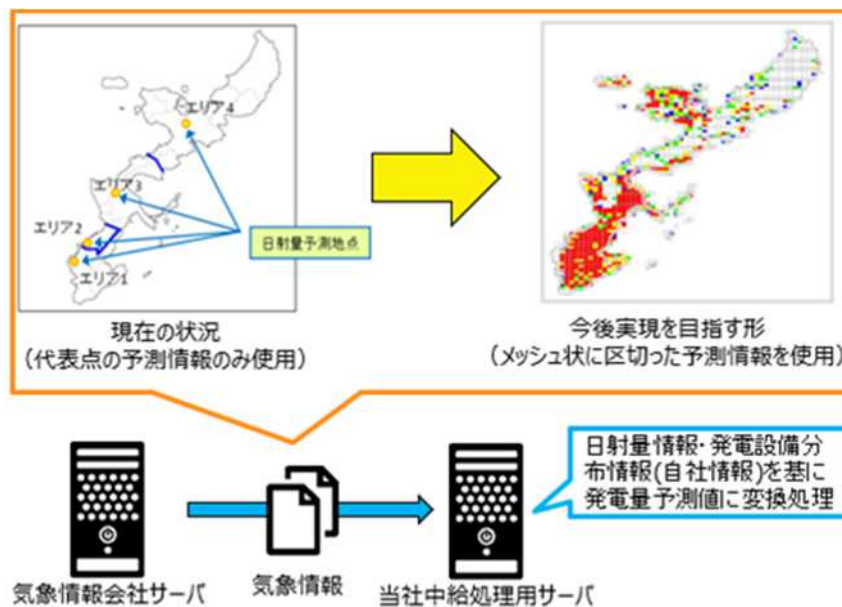 エリア4
エリア3
エリア2
エリア1
日射量予測地点
現在の状況
(代表点の予測情報のみ使用)
今後実現を目指す形
(メッシュ状に区切った予測情報を使用)
日射量情報・発電設備分
布情報(自社情報)を基に
発電量予測値に変換処理
気象情報会社サーバ
気象情報
当社中給処理用サーバ